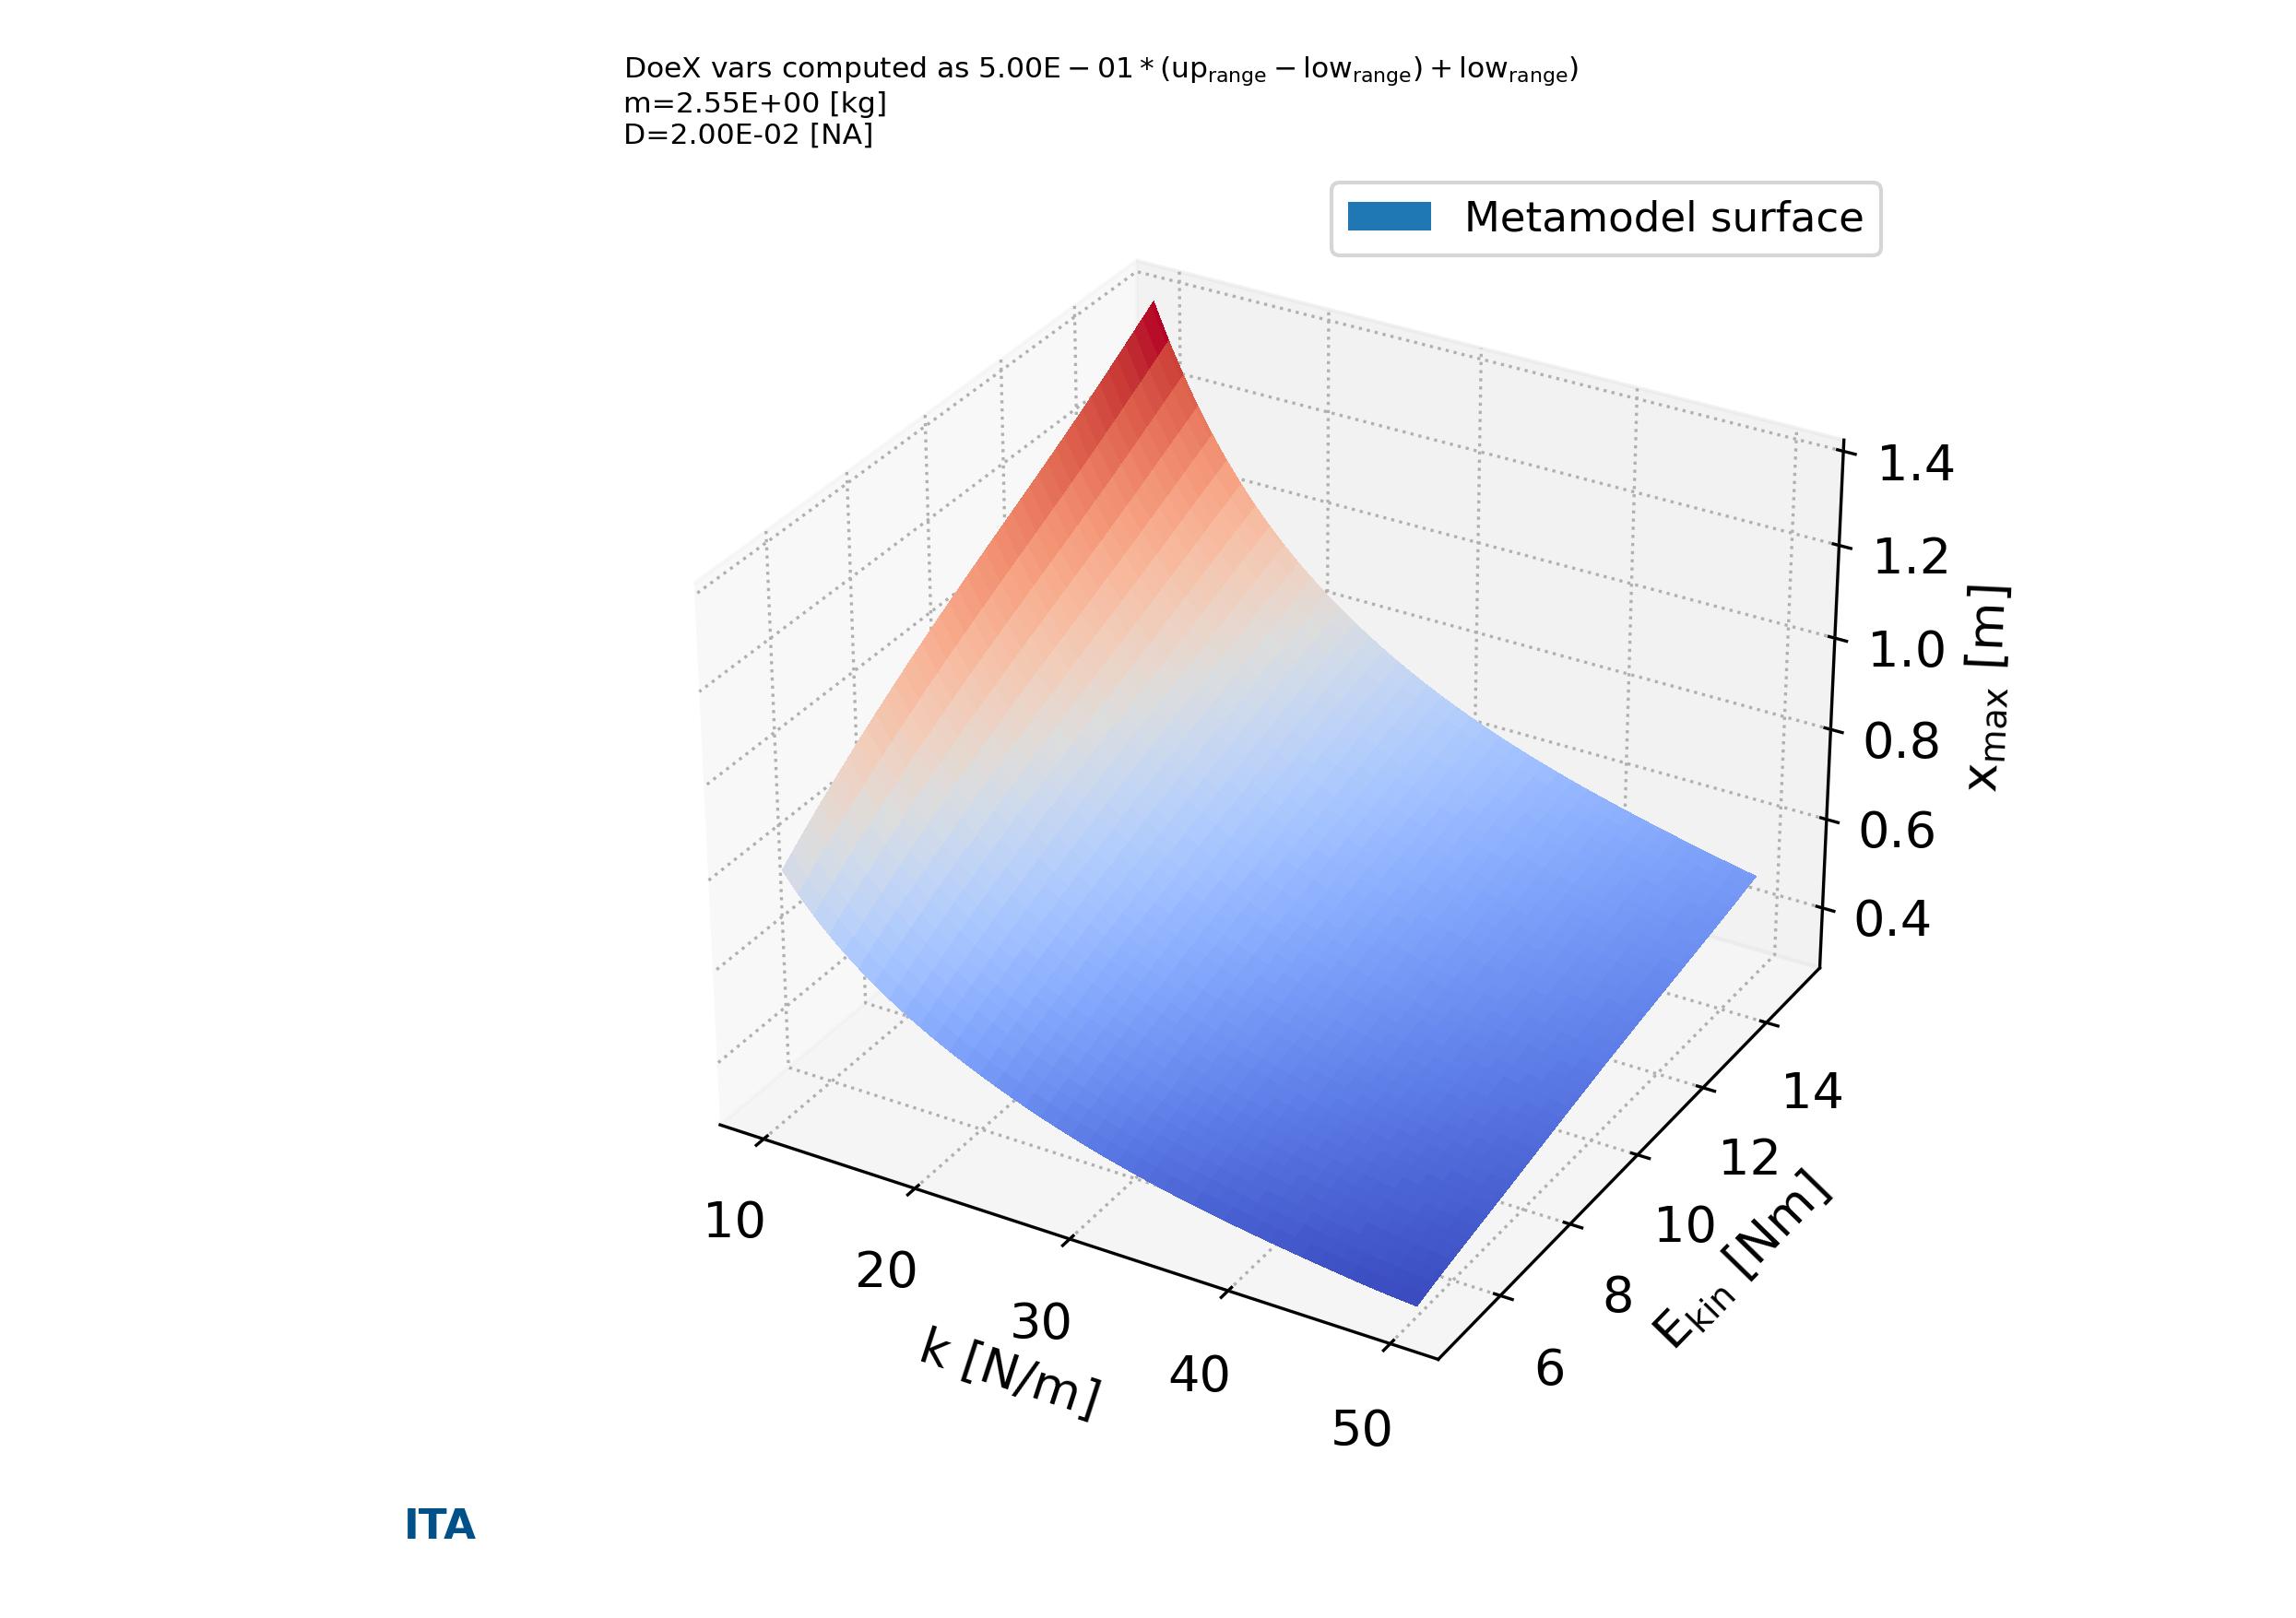 DoeX vars computed as 5.00E − 01 * (up_range − low_range) + low_range)
m=2.55E+00 [kg]
D=2.00E-02 [NA]
Metamodel surface
1.4
1.2
1.0
0.8
0.6
0.4
x_max [m]
14
12
10
8
6
E_kin [Nm]
10
20
30
40
50
k [N/m]
ITA